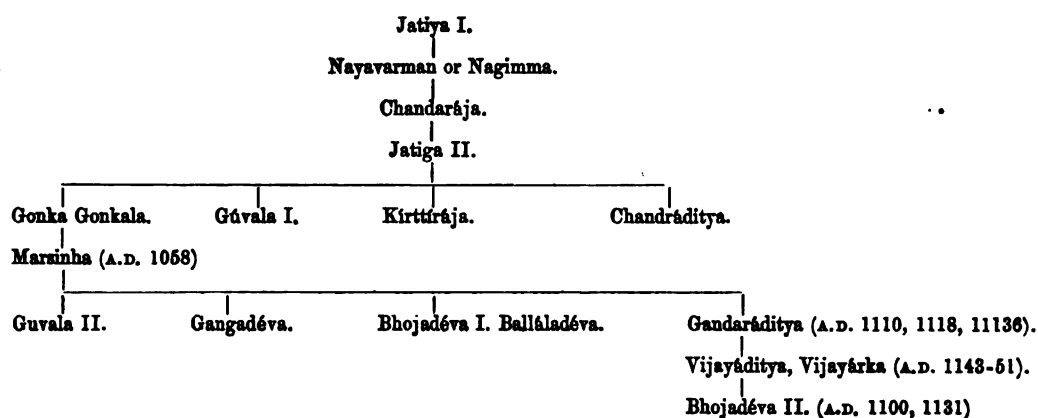 Jatiya I.
Nayavarman or Nagimma.
Chandarája.
Jatiga II.
Gonka Gonkala. Gúvala I. Kírttírája. Chandráditya.
Marsinha (A.D. 1058)
Guvala II. Gangadéva. Bhojadéva I. Balláladéva. Gandaráditya (A.D. 1110, 1118, 11136).
Vijayáditya, Vijayárka (A.D. 1143-51).
Bhojadéva II. (A.D. 1100, 1131)